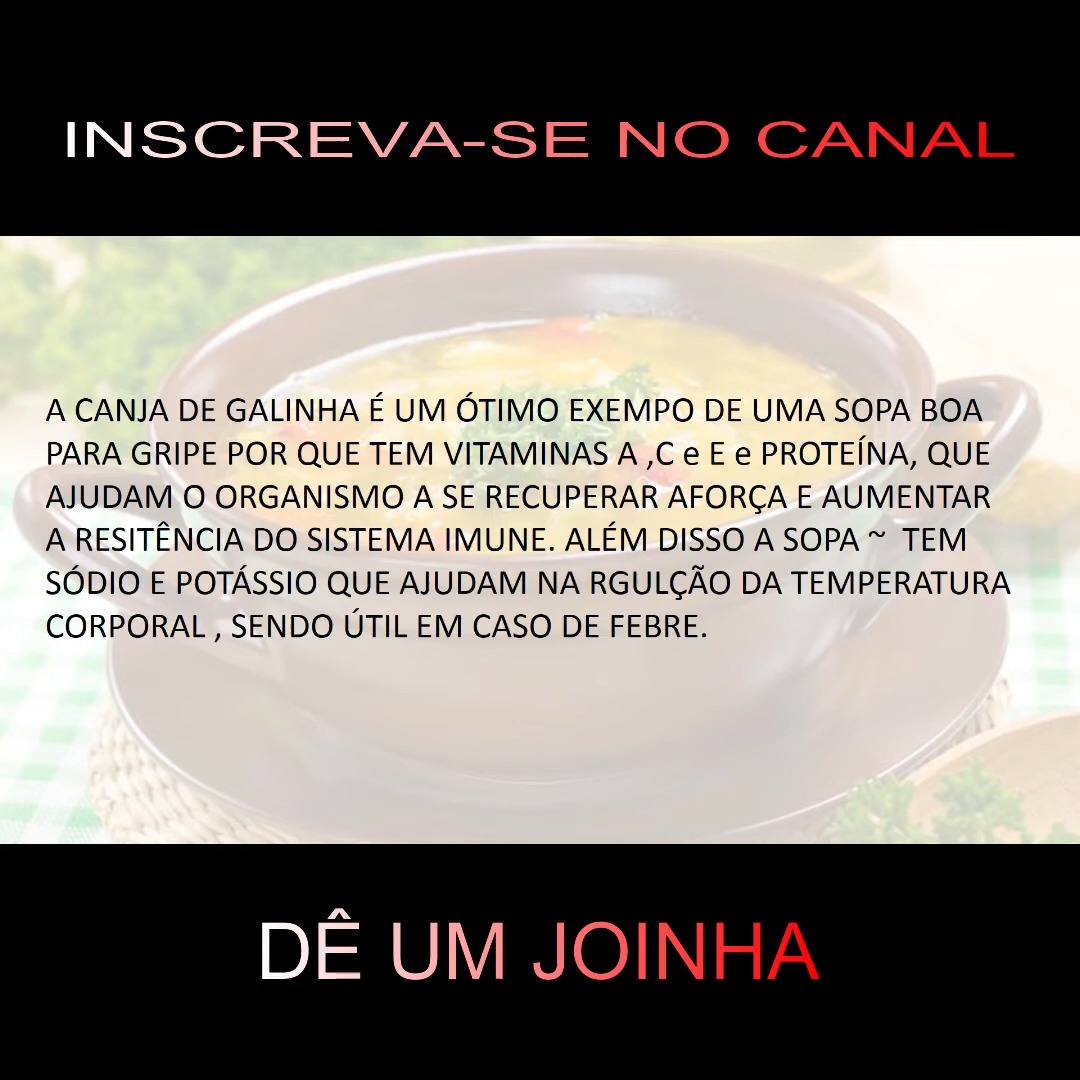 INSCREVA-SE NO CANAL
A CANJA DE GALINHA É UM ÓTIMO EXEMPO DE UMA SOPA BOA
PARA GRIPE POR QUE TEM VITAMINAS A ,C e E e PROTEÍNA, QUE
AJUDAM O ORGANISMO A SE RECUPERAR AFORÇA E AUMENTAR
A RESITÊNCIA DO SISTEMA IMUNE. ALÉM DISSO A SOPA ~ TEM
SÓDIO E POTÁSSIO QUE AJUDAM NA RGULÇÃO DA TEMPERATURA
CORPORAL , SENDO ÚTIL EM CASO DE FEBRE.
DÊ UM JOINHA